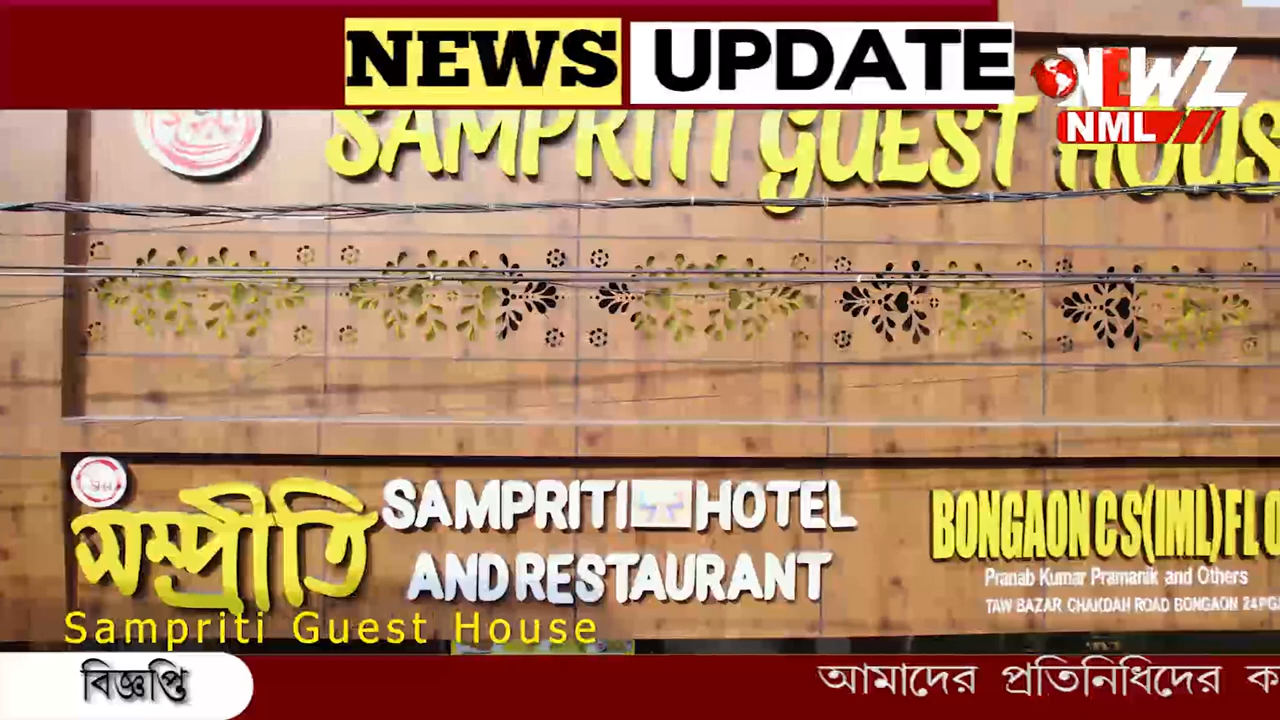 NEWS UPDATE
NEWZ
NML
SAMPRITI GUEST HOUS
সম্প্রীতি
SAMPRITI HOTEL
AND RESTAURANT
BONGAON C S(IML)FL O
Pranab Kumar Pramanik and Others
TAW BAZAR CHAKDAH ROAD BONGAON 24PG
Sampriti Guest House
বিজ্ঞপ্তি
আমাদের প্রতিনিধিদের ক